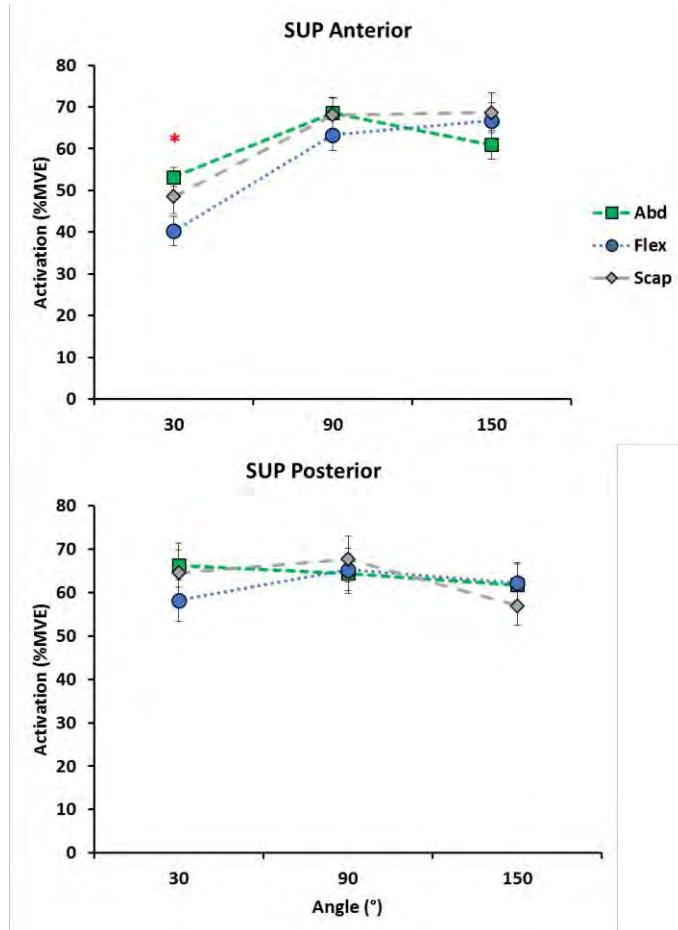 SUP Anterior
80
70
60
50
40
30
20
10
0
Activation (%MVE)
*
30 90 150
Abd
Flex
Scap
SUP Posterior
80
70
60
50
40
30
20
10
0
Activation (%MVE)
30 90 150
Angle (°)